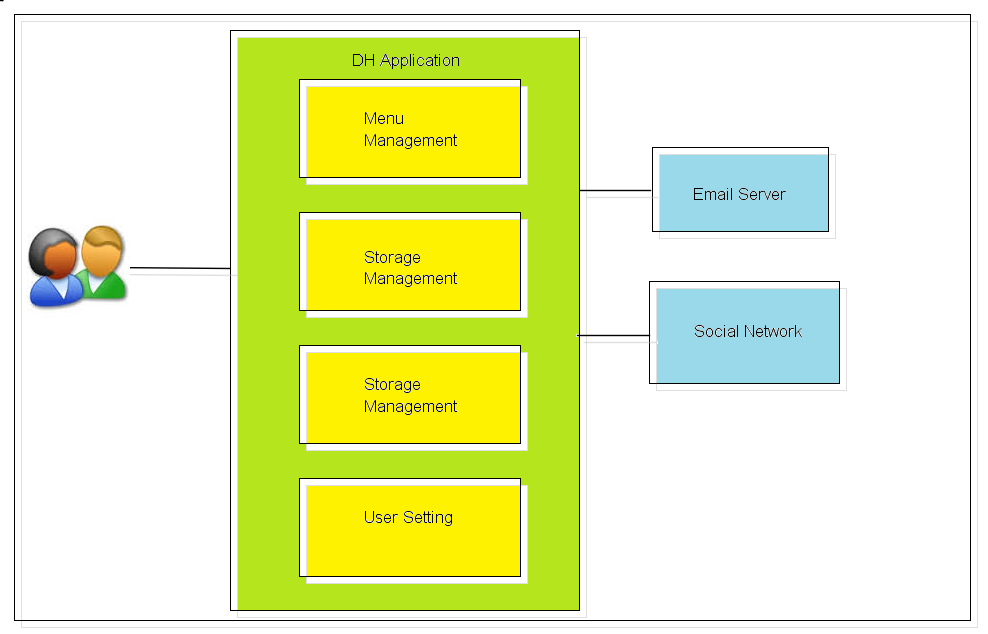 DH Application
Menu
Management
Storage
Management
Storage
Management
User Setting
Email Server
Social Network